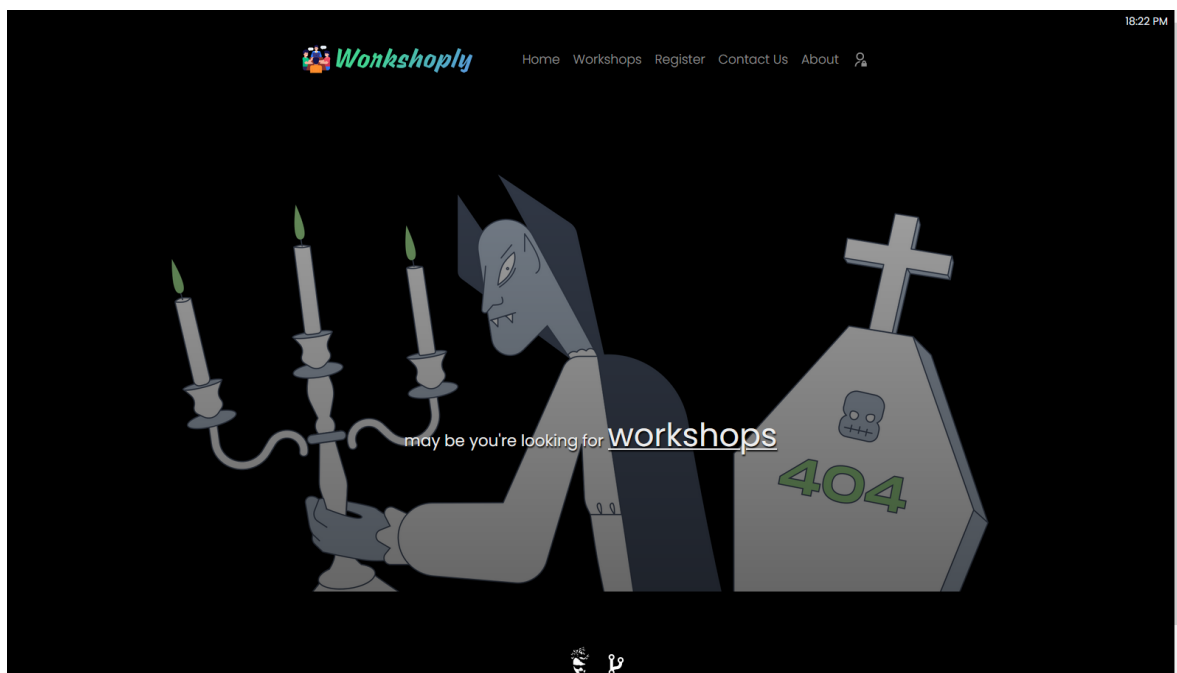 18:22 PM
Workshoply
Home Workshops Register Contact Us About
may be you're looking for workshops
404